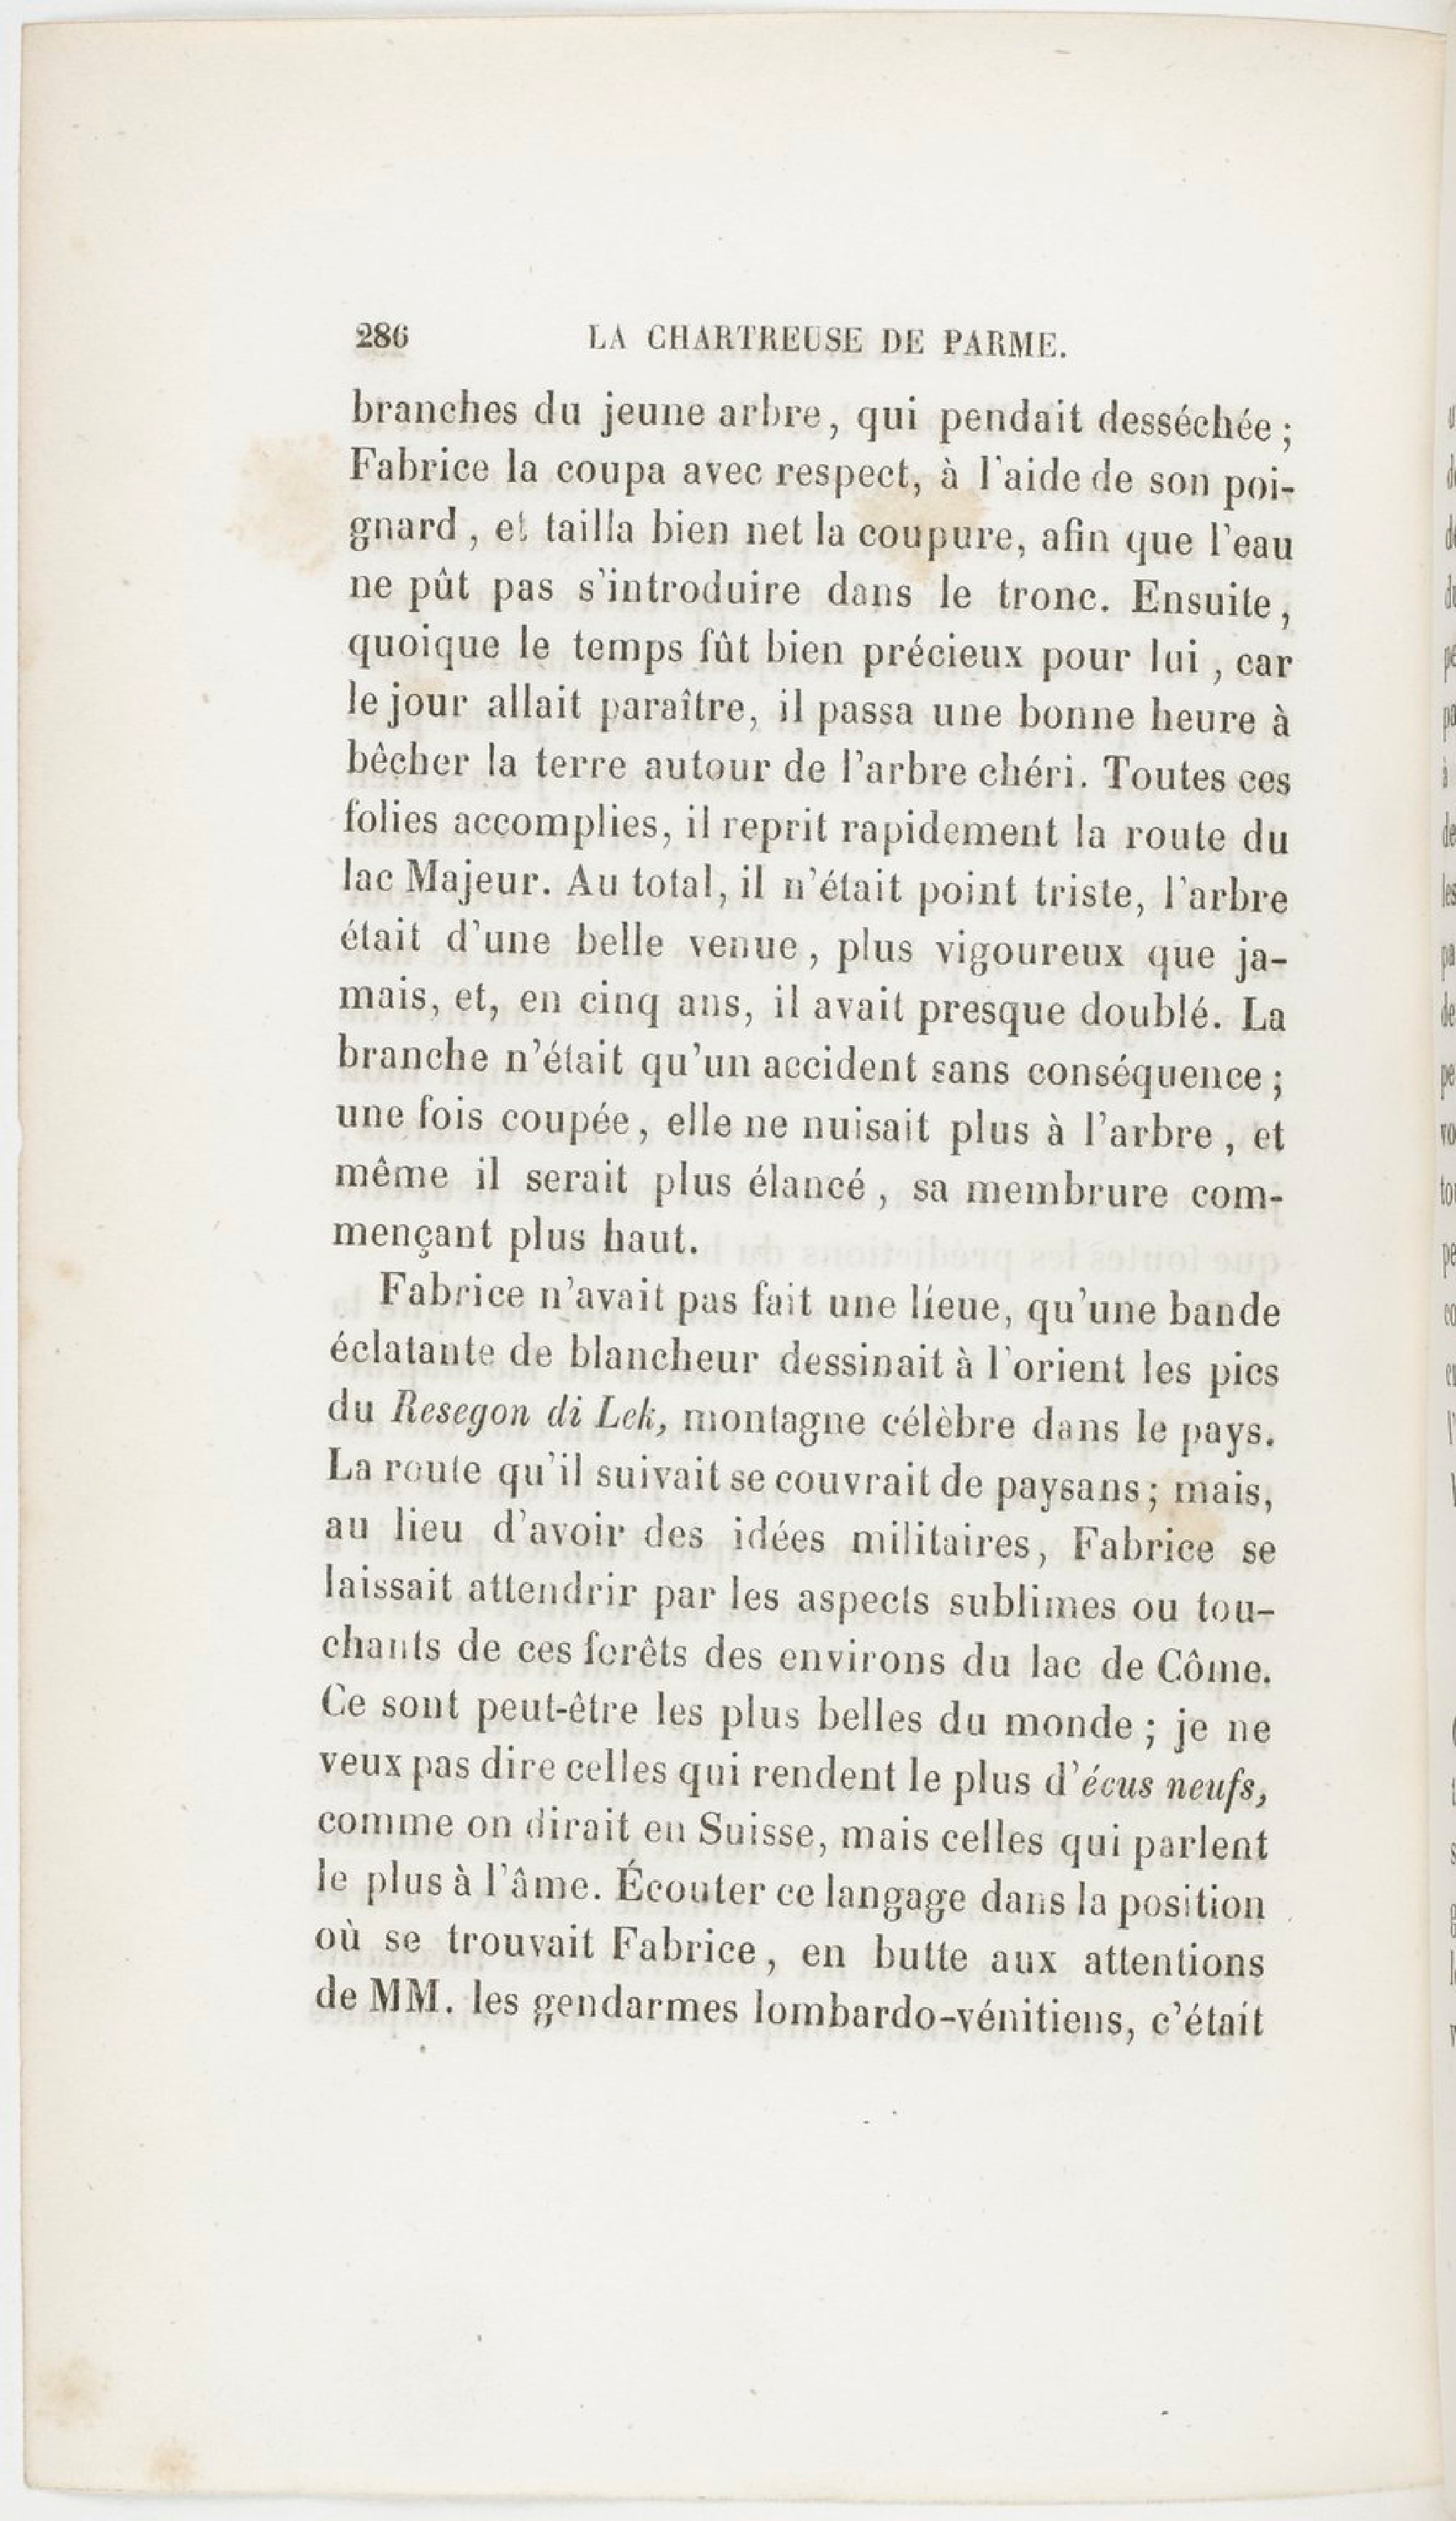 286 LA CHARTREUSE DE PARME.
branches du jeune arbre, qui pendait desséchée ;
Fabrice la coupa avec respect, à l'aide de son poi-
gnard , et tailla bien net la coupure, afin que l'eau
ne pût pas s'introduire dans le tronc. Ensuite ,
quoique le temps fût bien précieux pour lui , car
le jour allait paraître, il passa une bonne heure à
bêcher la terre autour de l'arbre chéri. Toutes ces
folies accomplies, il reprit rapidement la route du
lac Majeur. Au total, il n'était point triste, l'arbre
était d'une belle venue , plus vigoureux que ja-
mais, et, en cinq ans, il avait presque doublé. La
branche n'était qu'un accident sans conséquence ;
une fois coupée , elle ne nuisait plus à l'arbre , et
même il serait plus élancé , sa membrure com-
mençant plus haut.
Fabrice n'avait pas fait une lieue, qu'une bande
éclatante de blancheur dessinait à l'orient les pics
du Resegon di Lek, montagne célèbre dans le pays.
La route qu'il suivait se couvrait de paysans ; mais,
au lieu d'avoir des idées militaires, Fabrice se
laissait attendrir par les aspects sublimes ou tou-
chants de ces forêts des environs du lac de Côme.
Ce sont peut-être les plus belles du monde ; je ne
veux pas dire celles qui rendent le plus d'écus neufs,
comme on dirait en Suisse, mais celles qui parlent
le plus à l'âme. Écouter ce langage dans la position
où se trouvait Fabrice , en butte aux attentions
de MM. les gendarmes lombardo-vénitiens, c'était